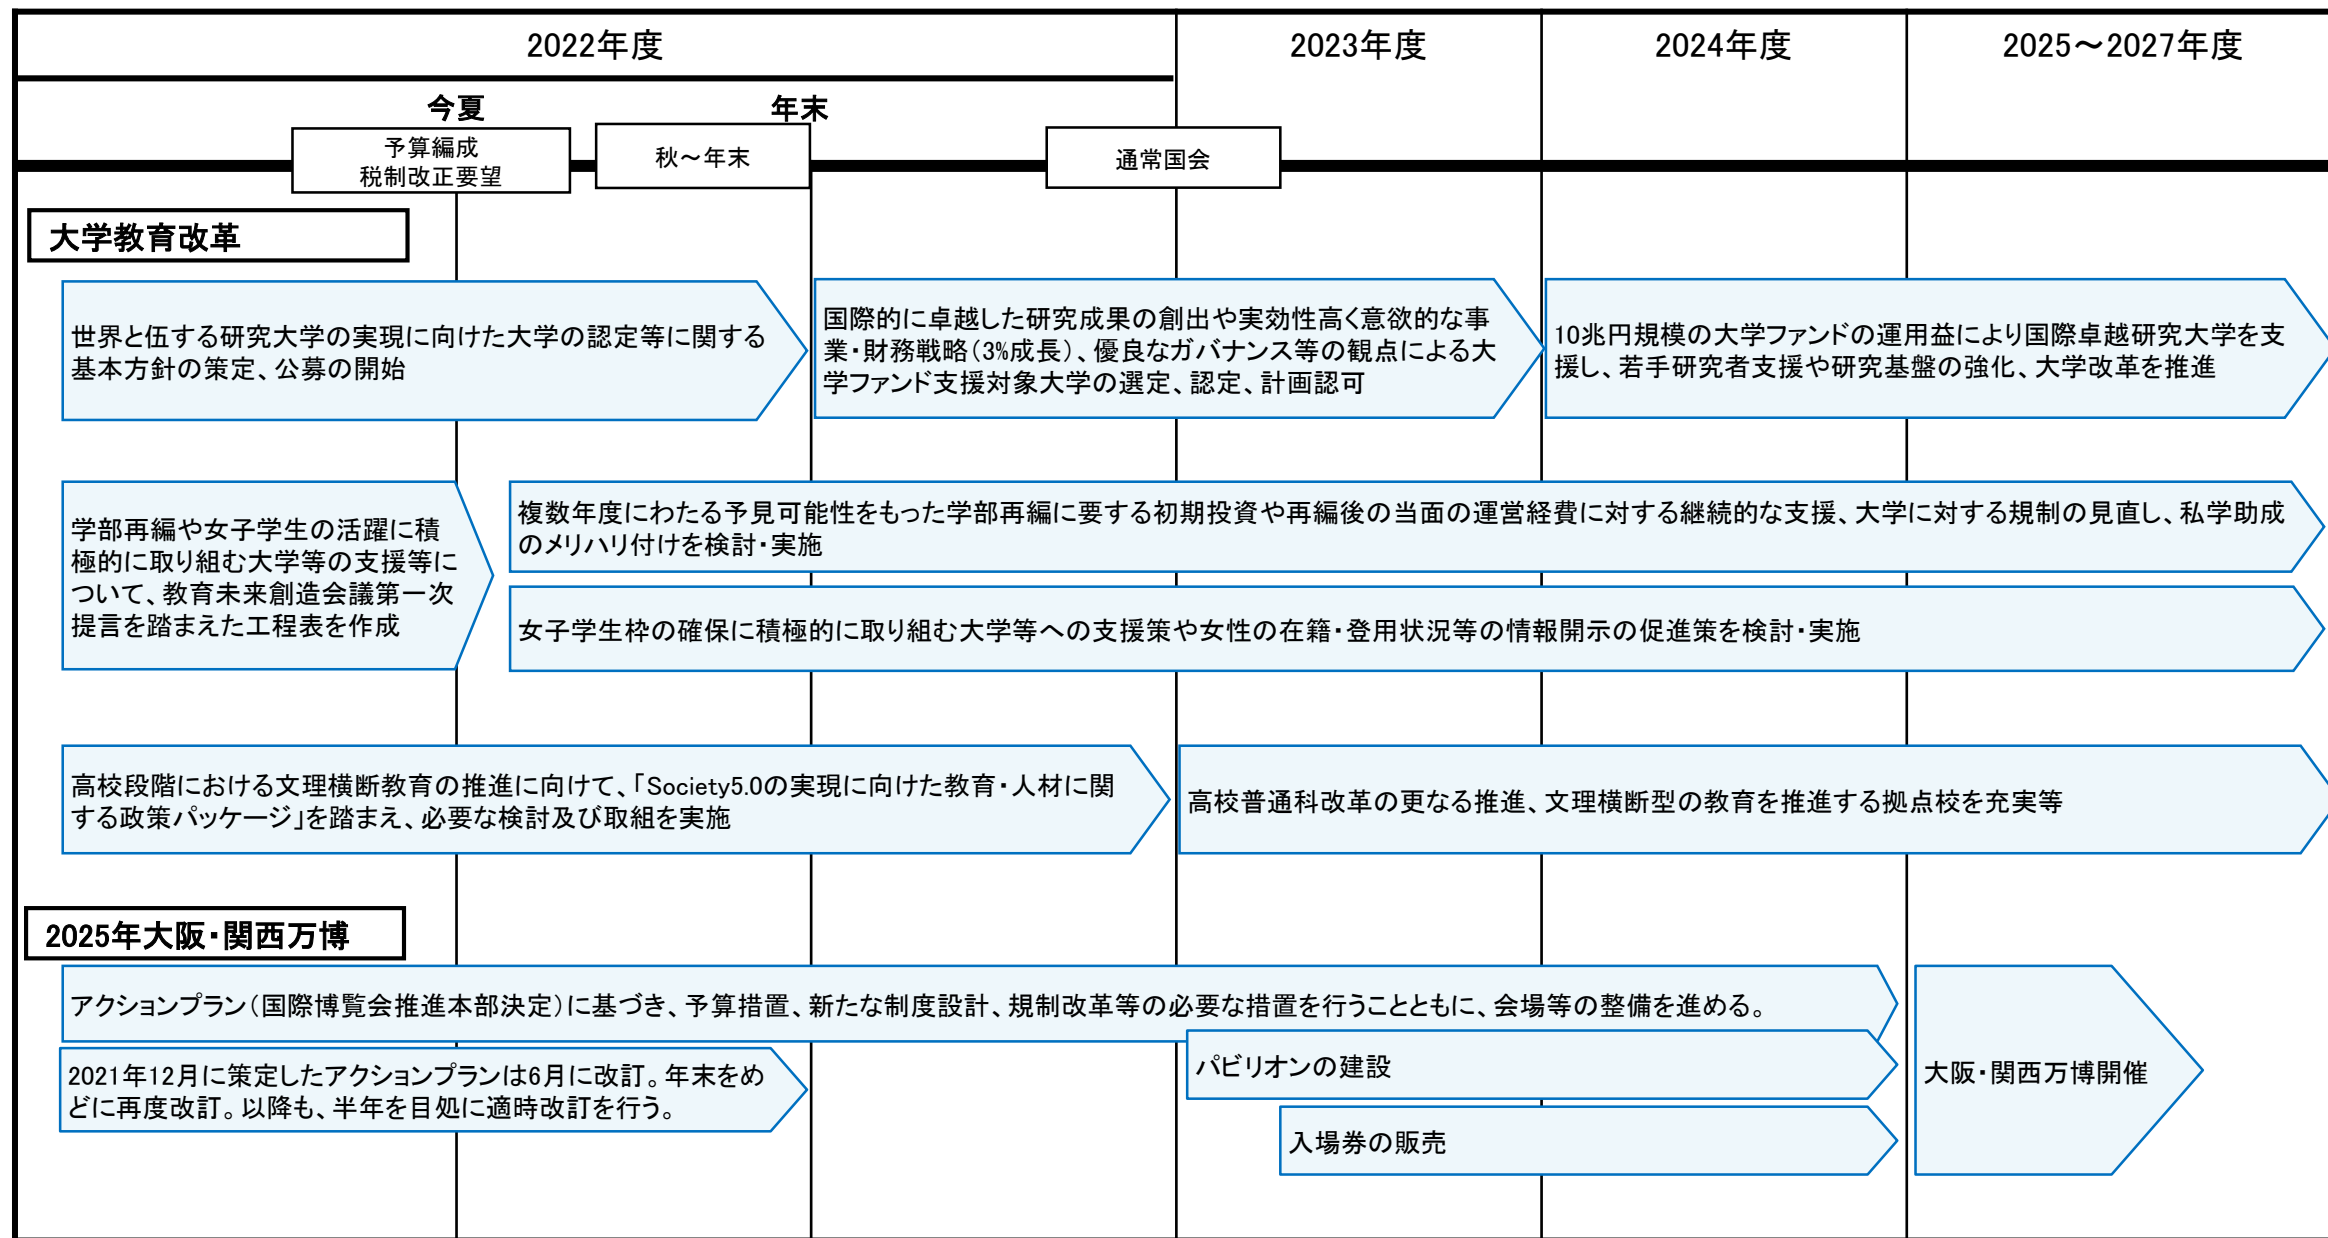 2022年度
2023年度
2024年度
2025～2027年度
今夏
年末
予算編成
税制改正要望
秋～年末
通常国会
大学教育改革
世界と伍する研究大学の実現に向けた大学の認定等に関する
基本方針の策定、公募の開始
国際的に卓越した研究成果の創出や実効性高く意欲的な事
業・財務戦略（3%成長）、優良なガバナンス等の観点による大
学ファンド支援対象大学の選定、認定、計画認可
10兆円規模の大学ファンドの運用益により国際卓越研究大学を支
援し、若手研究者支援や研究基盤の強化、大学改革を推進
学部再編や女子学生の活躍に積
極的に取り組む大学等の支援等に
ついて、教育未来創造会議第一次
提言を踏まえた工程表を作成
複数年度にわたる予見可能性をもった学部再編に要する初期投資や再編後の当面の運営経費に対する継続的な支援、大学に対する規制の見直し、私学助成
のメリハリ付けを検討・実施
女子学生枠の確保に積極的に取り組む大学等への支援策や女性の在籍・登用状況等の情報開示の促進策を検討・実施
高校段階における文理横断教育の推進に向けて、「Society5.0の実現に向けた教育・人材に関
する政策パッケージ」を踏まえ、必要な検討及び取組を実施
高校普通科改革の更なる推進、文理横断型の教育を推進する拠点校を充実等
2025年大阪・関西万博
アクションプラン（国際博覧会推進本部決定）に基づき、予算措置、新たな制度設計、規制改革等の必要な措置を行うことともに、会場等の整備を進める。
2021年12月に策定したアクションプランは6月に改訂。年末をめ
どに再度改訂。以降も、半年を目処に適時改訂を行う。
パビリオンの建設
入場券の販売
大阪・関西万博開催